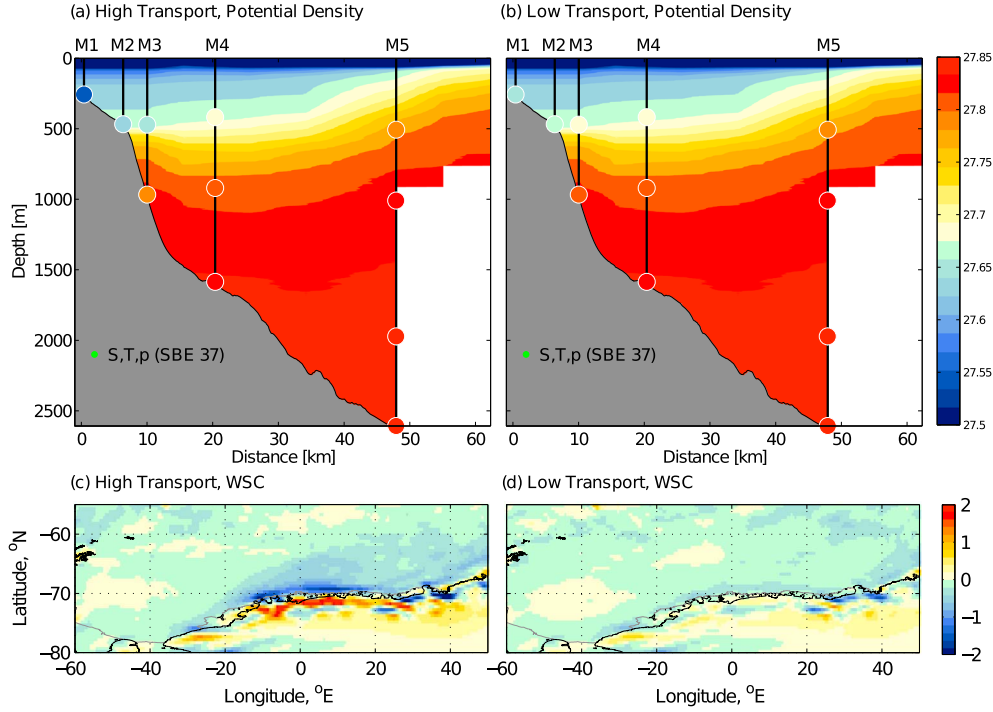 (a) High Transport, Potential Density
(b) Low Transport, Potential Density
M1 M2 M3 M4 M5
M1 M2 M3 M4 M5
0
500
1000
1500
2000
2500
Depth [m]
S,T,p (SBE 37)
S,T,p (SBE 37)
0 10 20 30 40 50 60
0 10 20 30 40 50 60
Distance [km]
Distance [km]
27.85
27.8
27.75
27.7
27.65
27.6
27.55
27.5
(c) High Transport, WSC
(d) Low Transport, WSC
−60
−70
−80
Latitude, °N
−60 −40 −20 0 20 40
−60 −40 −20 0 20 40
Longitude, °E
Longitude, °E
2
1
0
−1
−2